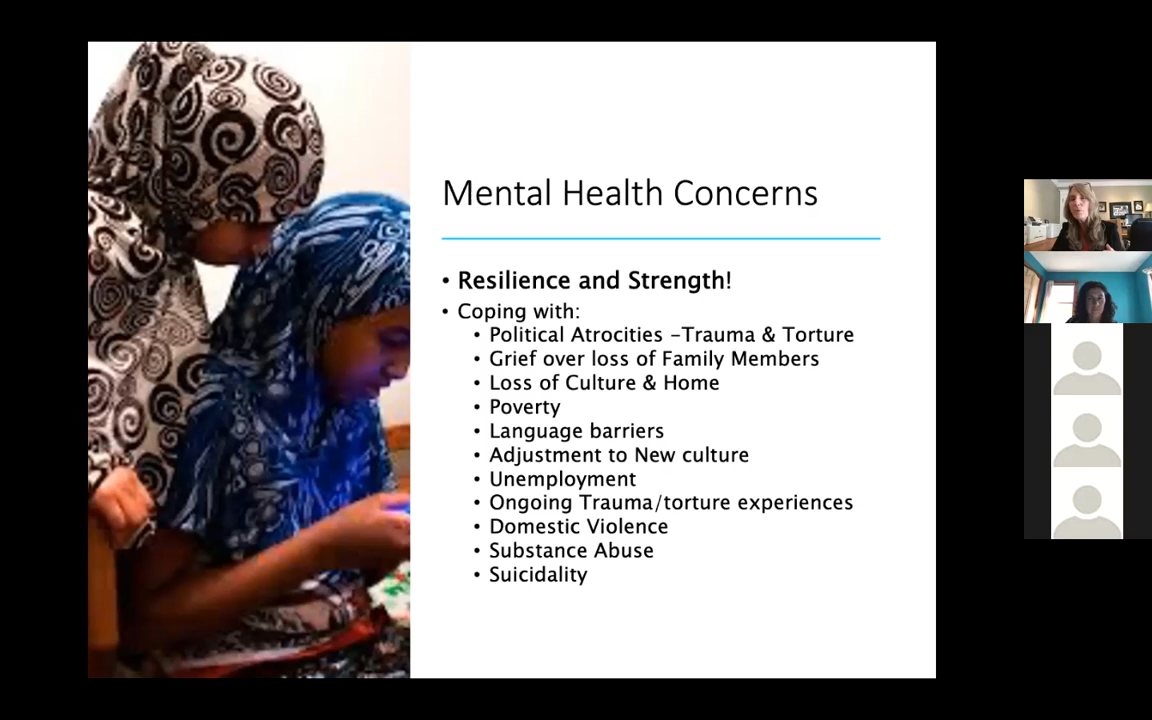 Mental Health Concerns
• Resilience and Strength!
• Coping with:
• Political Atrocities –Trauma & Torture
• Grief over loss of Family Members
• Loss of Culture & Home
• Poverty
• Language barriers
• Adjustment to New culture
• Unemployment
• Ongoing Trauma/torture experiences
• Domestic Violence
• Substance Abuse
• Suicidality